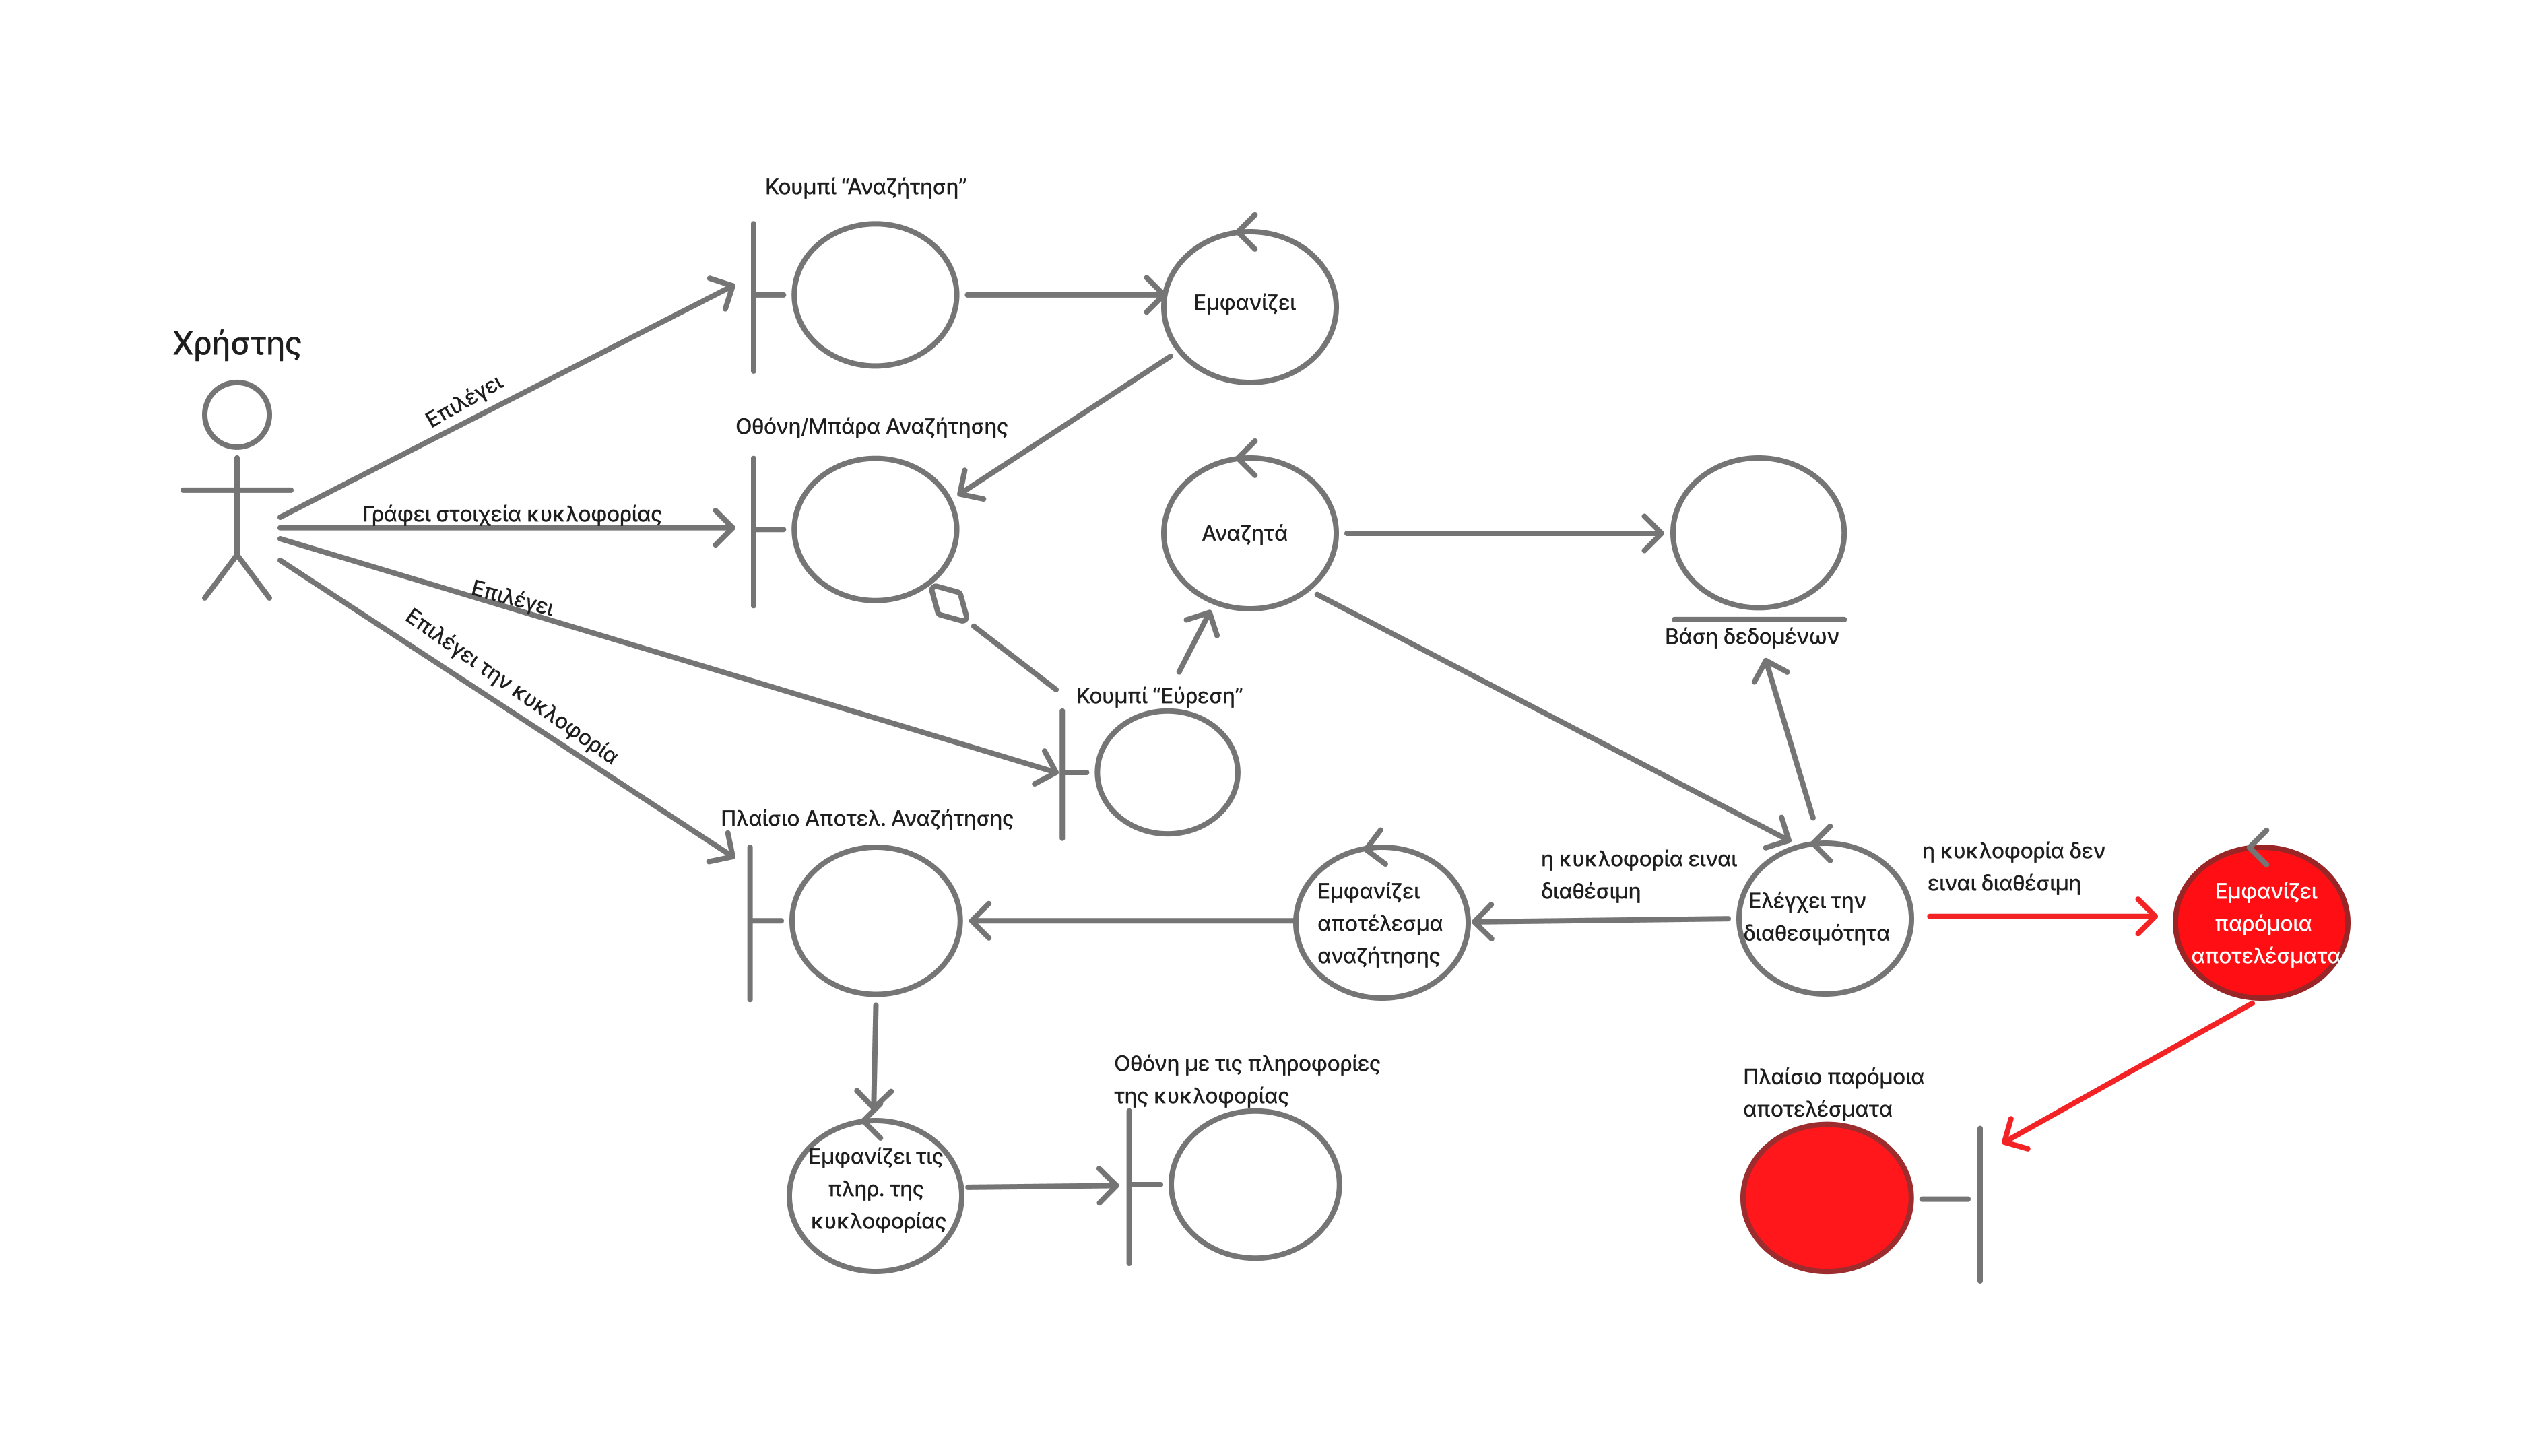 Κουμπί “Αναζήτηση”
Εμφανίζει
Χρήστης
Επιλέγει
Οθόνη/Μπάρα Αναζήτησης
Γράφει στοιχεία κυκλοφορίας
Αναζητά
Επιλέγει
Βάση δεδομένων
Επιλέγει την κυκλοφορία
Κουμπί “Εύρεση”
Πλαίσιο Αποτελ. Αναζήτησης
η κυκλοφορία ειναι
διαθέσιμη
η κυκλοφορία δεν
ειναι διαθέσιμη
Εμφανίζει
αποτέλεσμα
αναζήτησης
Ελέγχει την
διαθεσιμότητα
Εμφανίζει
παρόμοια
αποτελέσματα
Οθόνη με τις πληροφορίες
της κυκλοφορίας
Πλαίσιο παρόμοια
αποτελέσματα
Εμφανίζει τις
πληρ. της
κυκλοφορίας